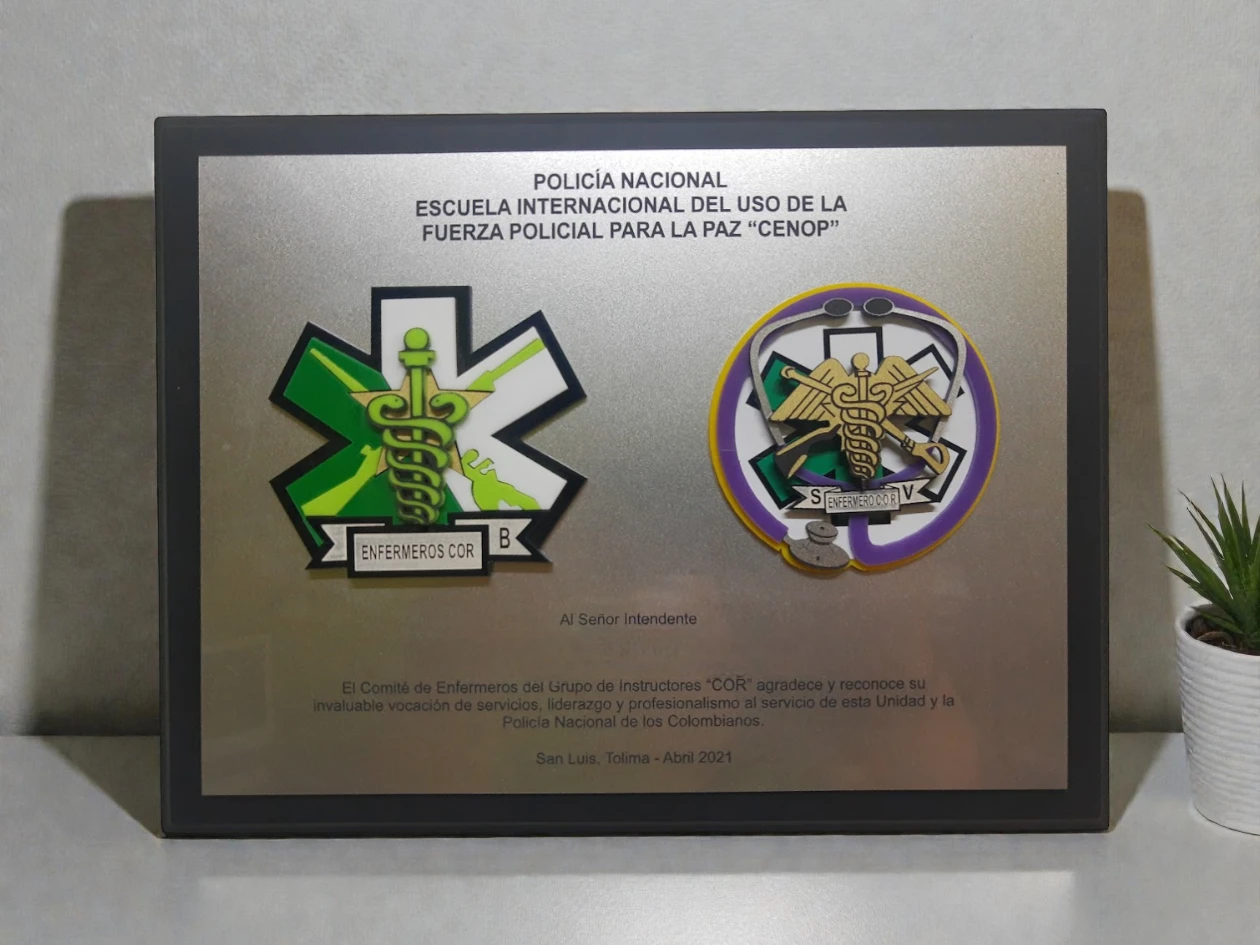 POLICÍA NACIONAL
ESCUELA INTERNACIONAL DEL USO DE LA
FUERZA POLICIAL PARA LA PAZ “CENOP”
ENFERMEROS COR
B
S
ENFERMERO C.O.R
V
Al Señor Intendente
El Comité de Enfermeros del Grupo de Instructores “COR” agradece y reconoce su
invaluable vocación de servicios, liderazgo y profesionalismo al servicio de esta Unidad y la
Policía Nacional de los Colombianos.
San Luis, Tolima - Abril 2021